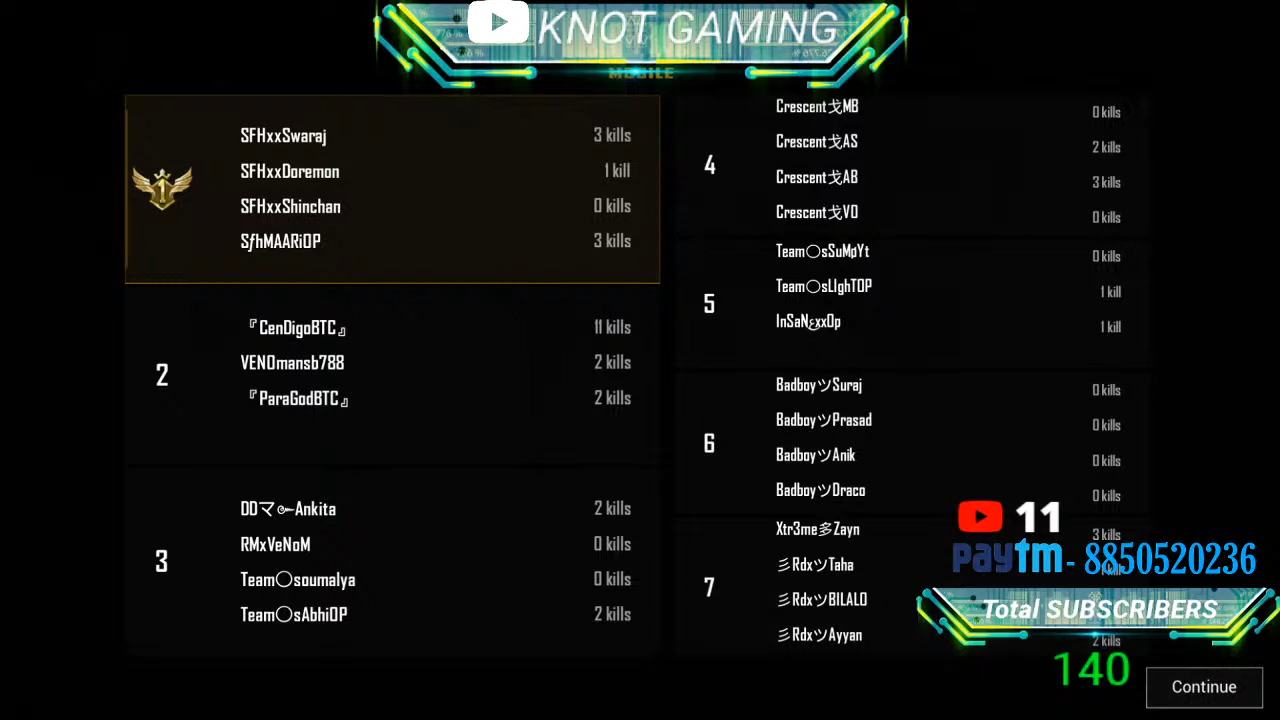 KNOT GAMING
MOBILE
1
SFHxxSwaraj 3 kills
SFHxxDoremon 1 kill
SFHxxShinchan 0 kills
SƒhMAARiOP 3 kills
2
『CenDigoBTC』 11 kills
VENOmansb788 2 kills
『ParaGodBTC』 2 kills
3
DDマ๛Ankita 2 kills
RMxVeNoM 0 kills
Team〇soumalya 0 kills
Team〇sAbhiOP 2 kills
4
Crescent戈MB 0 kills
Crescent戈AS 2 kills
Crescent戈AB 3 kills
Crescent戈VD 0 kills
5
Team〇sSuMøYt 0 kills
Team〇sLIghTOP 1 kill
InSaNƹxxOp 1 kill
6
BadboyツSuraj 0 kills
BadboyツPrasad 0 kills
BadboyツAnik 0 kills
BadboyツDraco 0 kills
7
Xtr3me多Zayn 3 kills
彡RdxツTaha
彡RdxツBILALO
彡RdxツAyyan 2 kills
11
paytm - 8850520236
Total SUBSCRIBERS
140
Continue